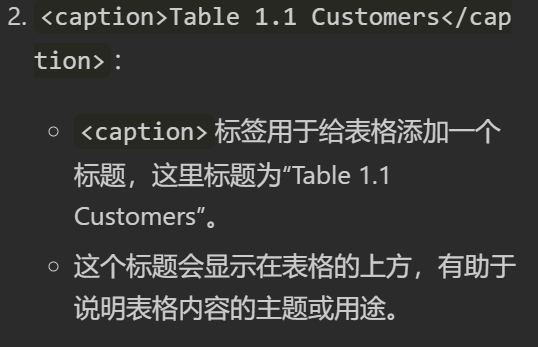 2. <caption>Table 1.1 Customers</cap
tion>：
<caption>标签用于给表格添加一个
标题，这里标题为“Table 1.1
Customers”。
这个标题会显示在表格的上方，有助于
说明表格内容的主题或用途。